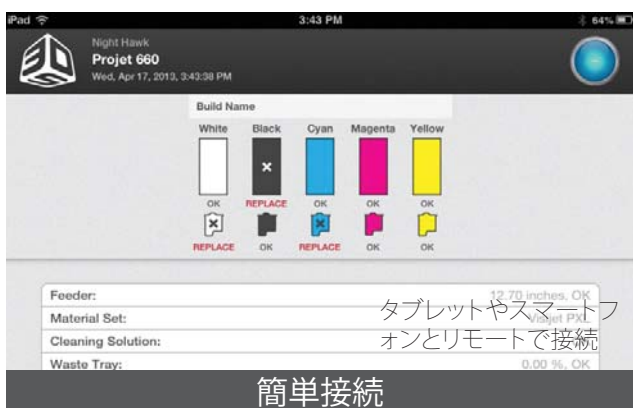 iPad 3:43 PM 64%
Night Hawk
Projet 660
Wed, Apr 17, 2013, 3:43:38 PM
Build Name
White Black Cyan Magenta Yellow
OK REPLACE OK OK OK
REPLACE OK REPLACE OK OK
Feeder: 12.70 inches, OK
タブレットやスマートフ
Material Set: Visijet PXL
ォンとリモートで接続
Cleaning Solution:
Waste Tray: 0.00 %, OK
簡単接続